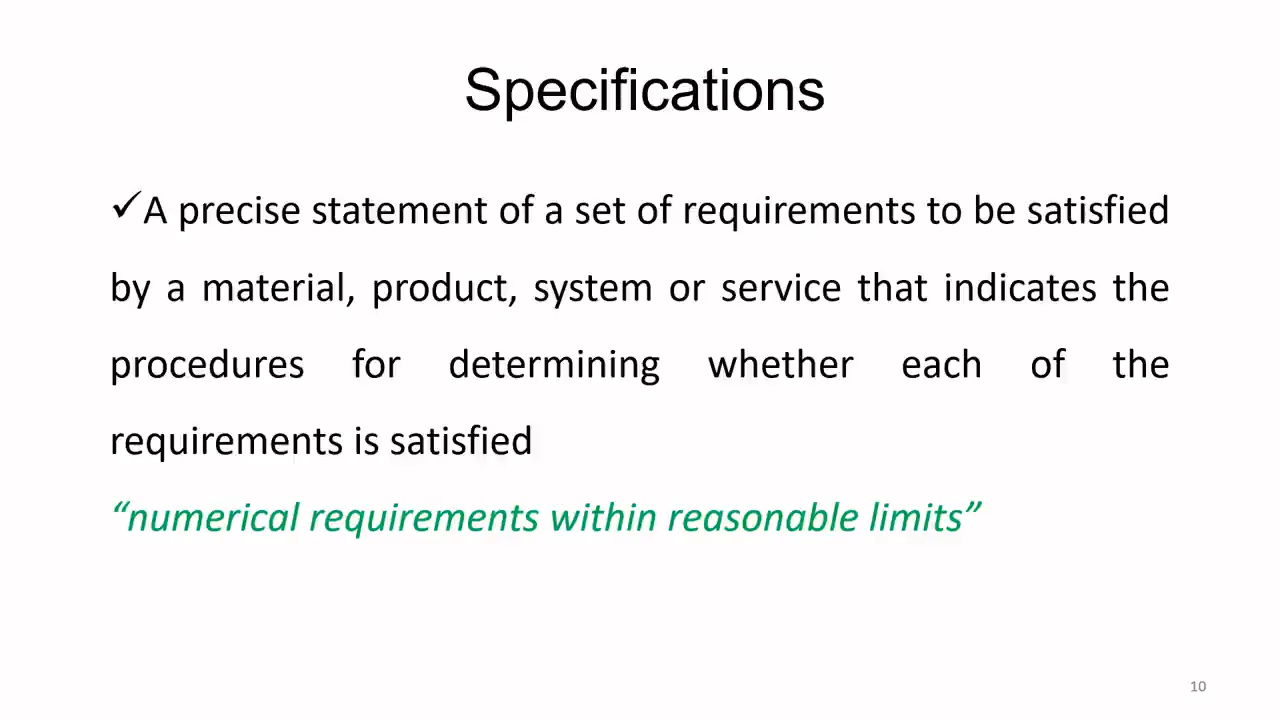 Specifications
✓A precise statement of a set of requirements to be satisfied
by a material, product, system or service that indicates the
procedures for determining whether each of the
requirements is satisfied
“numerical requirements within reasonable limits”
10